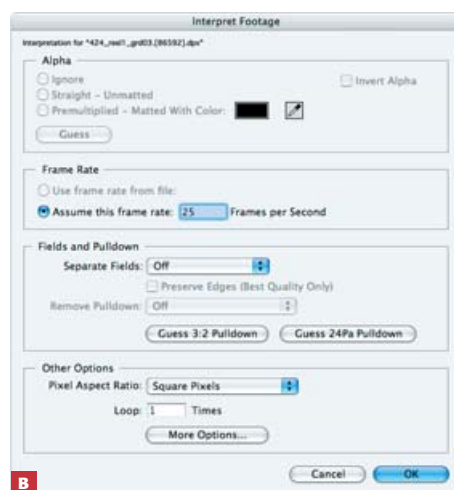 Interpret Footage
Interpretation for "424_reel1_grd03.[86592].dpx"
Alpha
Ignore
Invert Alpha
Straight - Unmatted
Premultiplied - Matted With Color:
Guess
Frame Rate
Use frame rate from file:
Assume this frame rate: 25 Frames per Second
Fields and Pulldown
Separate Fields: Off
Preserve Edges (Best Quality Only)
Remove Pulldown: Off
Guess 3:2 Pulldown Guess 24Pa Pulldown
Other Options
Pixel Aspect Ratio: Square Pixels
Loop: 1 Times
More Options...
Cancel OK
B